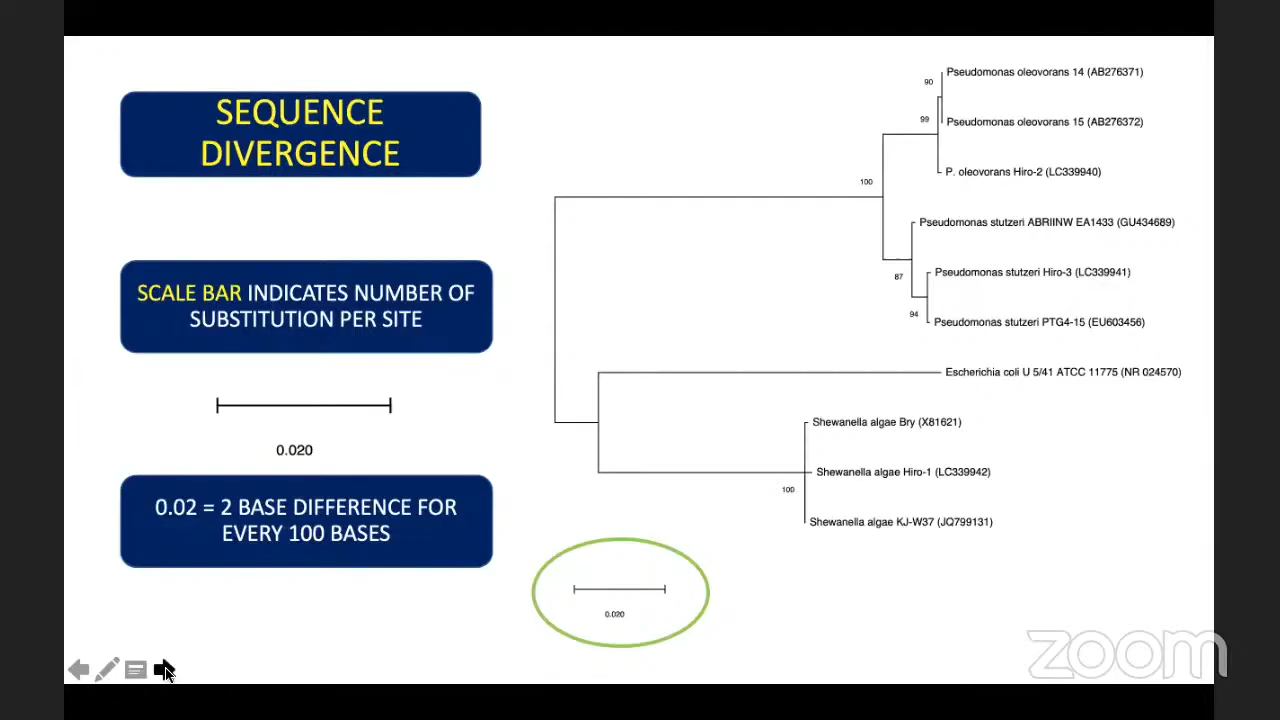 SEQUENCE
DIVERGENCE
SCALE BAR INDICATES NUMBER OF
SUBSTITUTION PER SITE
0.020
0.02 = 2 BASE DIFFERENCE FOR
EVERY 100 BASES
Pseudomonas oleovorans 14 (AB276371)
90
Pseudomonas oleovorans 15 (AB276372)
99
P. oleovorans Hiro-2 (LC339940)
100
Pseudomonas stutzeri ABRIINW EA1433 (GU434689)
87
Pseudomonas stutzeri Hiro-3 (LC339941)
94
Pseudomonas stutzeri PTG4-15 (EU603456)
Escherichia coli U 5/41 ATCC 11775 (NR 024570)
Shewanella algae Bry (X81621)
Shewanella algae Hiro-1 (LC339942)
100
Shewanella algae KJ-W37 (JQ799131)
0.020
zoom